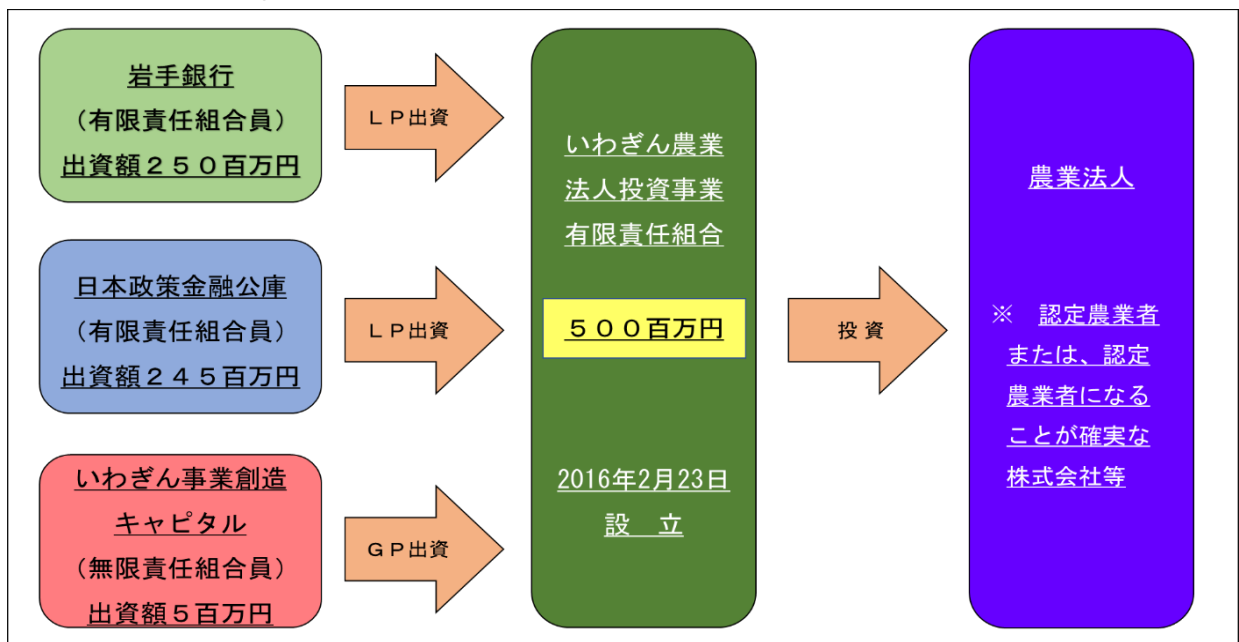 岩手銀行
（有限責任組合員）
出資額２５０百万円
ＬＰ出資
日本政策金融公庫
（有限責任組合員）
出資額２４５百万円
ＬＰ出資
いわぎん事業創造
キャピタル
（無限責任組合員）
出資額５百万円
ＧＰ出資
いわぎん農業
法人投資事業
有限責任組合
５００百万円
2016年2月23日
設　立
投 資
農業法人
※　認定農業者
または、認定
農業者になる
ことが確実な
株式会社等